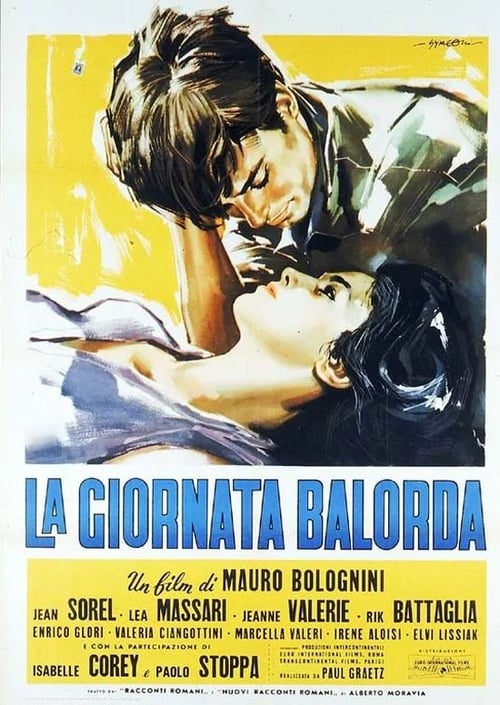 SYMEONI
LA GIORNATA BALORDA
Un film di MAURO BOLOGNINI
JEAN SOREL · LEA MASSARI · JEANNE VALERIE · RIK BATTAGLIA
ENRICO GLORI · VALERIA CIANGOTTINI · MARCELLA VALERI · IRENE ALOISI · ELVI LISSIAK
E CON LA PARTECIPAZIONE DI
ISABELLE COREY E PAOLO STOPPA
PRODUZIONI INTERCONTINENTALI
EURO INTERNATIONAL FILMS, ROMA
TRANSCONTINENTAL FILMS, PARIGI
REALIZZATA DA PAUL GRAETZ
DISTRIBUZIONE
EURO INTERNATIONAL FILMS
TRATTO DAI "RACCONTI ROMANI.. E "NUOVI RACCONTI ROMANI.. DI ALBERTO MORAVIA